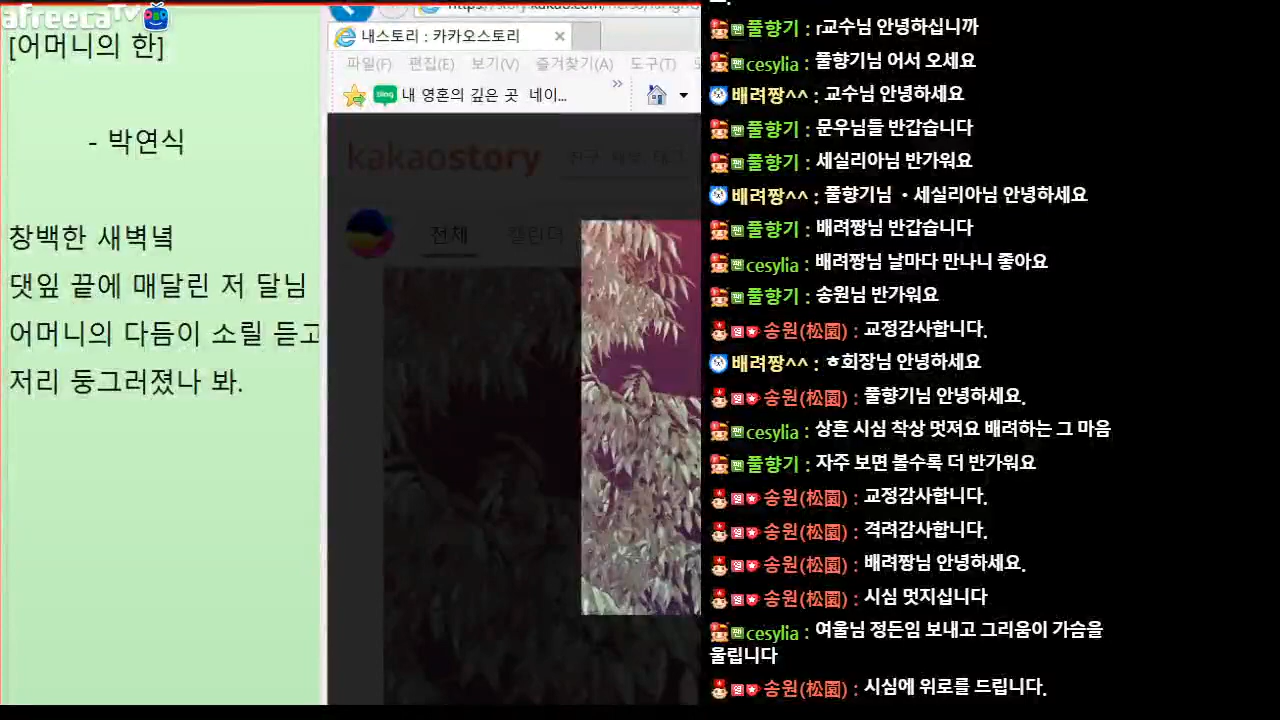 afreecaTV
[어머니의 한]
- 박연식
창백한 새벽녘
댓잎 끝에 매달린 저 달님
어머니의 다듬이 소릴 듣고
저리 둥그러졌나 봐.
내스토리 : 카카오스토리
파일(F) 편집(E) 보기(V) 즐겨찾기(A) 도구(T)
blog 내 영혼의 깊은 곳 네이...
kakaostory
전체 캘린더
풀향기 : r교수님 안녕하십니까
cesylia : 풀향기님 어서 오세요
배려짱^^ : 교수님 안녕하세요
풀향기 : 문우님들 반갑습니다
풀향기 : 세실리아님 반가워요
배려짱^^ : 풀향기님 ・세실리아님 안녕하세요
풀향기 : 배려짱님 반갑습니다
cesylia : 배려짱님 날마다 만나니 좋아요
풀향기 : 송원님 반가워요
송원(松園) : 교정감사합니다.
배려짱^^ : ㅎ회장님 안녕하세요
송원(松園) : 풀향기님 안녕하세요.
cesylia : 상흔 시심 착상 멋져요 배려하는 그 마음
풀향기 : 자주 보면 볼수록 더 반가워요
송원(松園) : 교정감사합니다.
송원(松園) : 격려감사합니다.
송원(松園) : 배려짱님 안녕하세요.
송원(松園) : 시심 멋지십니다
cesylia : 여울님 정든임 보내고 그리움이 가슴을
울립니다
송원(松園) : 시심에 위로를 드립니다.